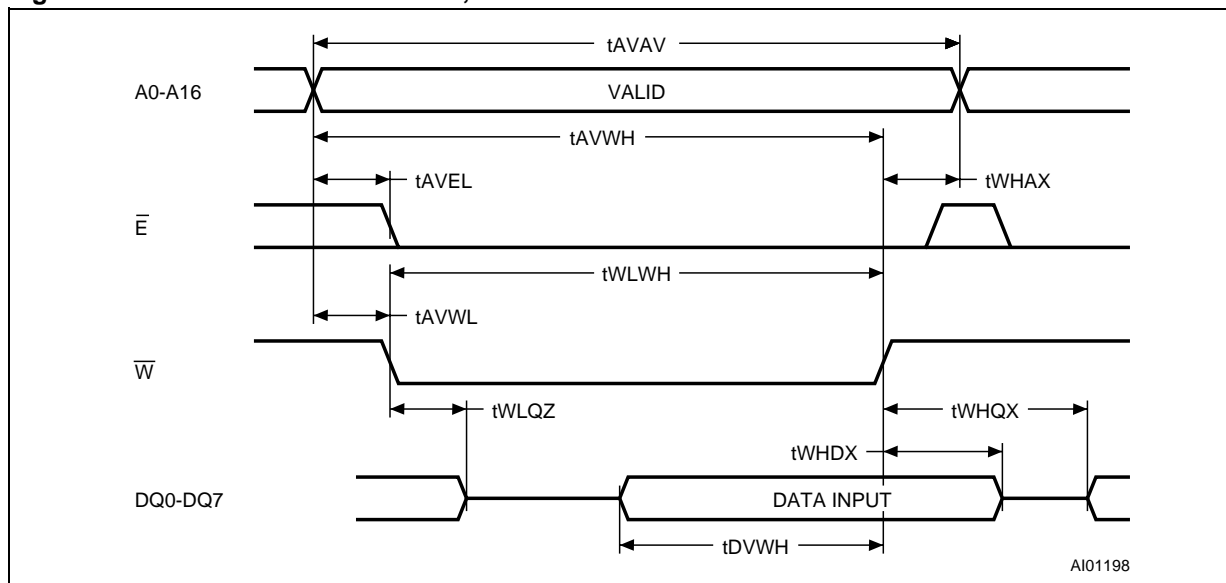 tAVAV
A0-A16
VALID
tAVWH
tAVEL
tWHAX
E̅
tWLWH
tAVWL
W̅
tWLQZ
tWHQX
tWHDX
DQ0-DQ7
DATA INPUT
tDVWH
AI01198